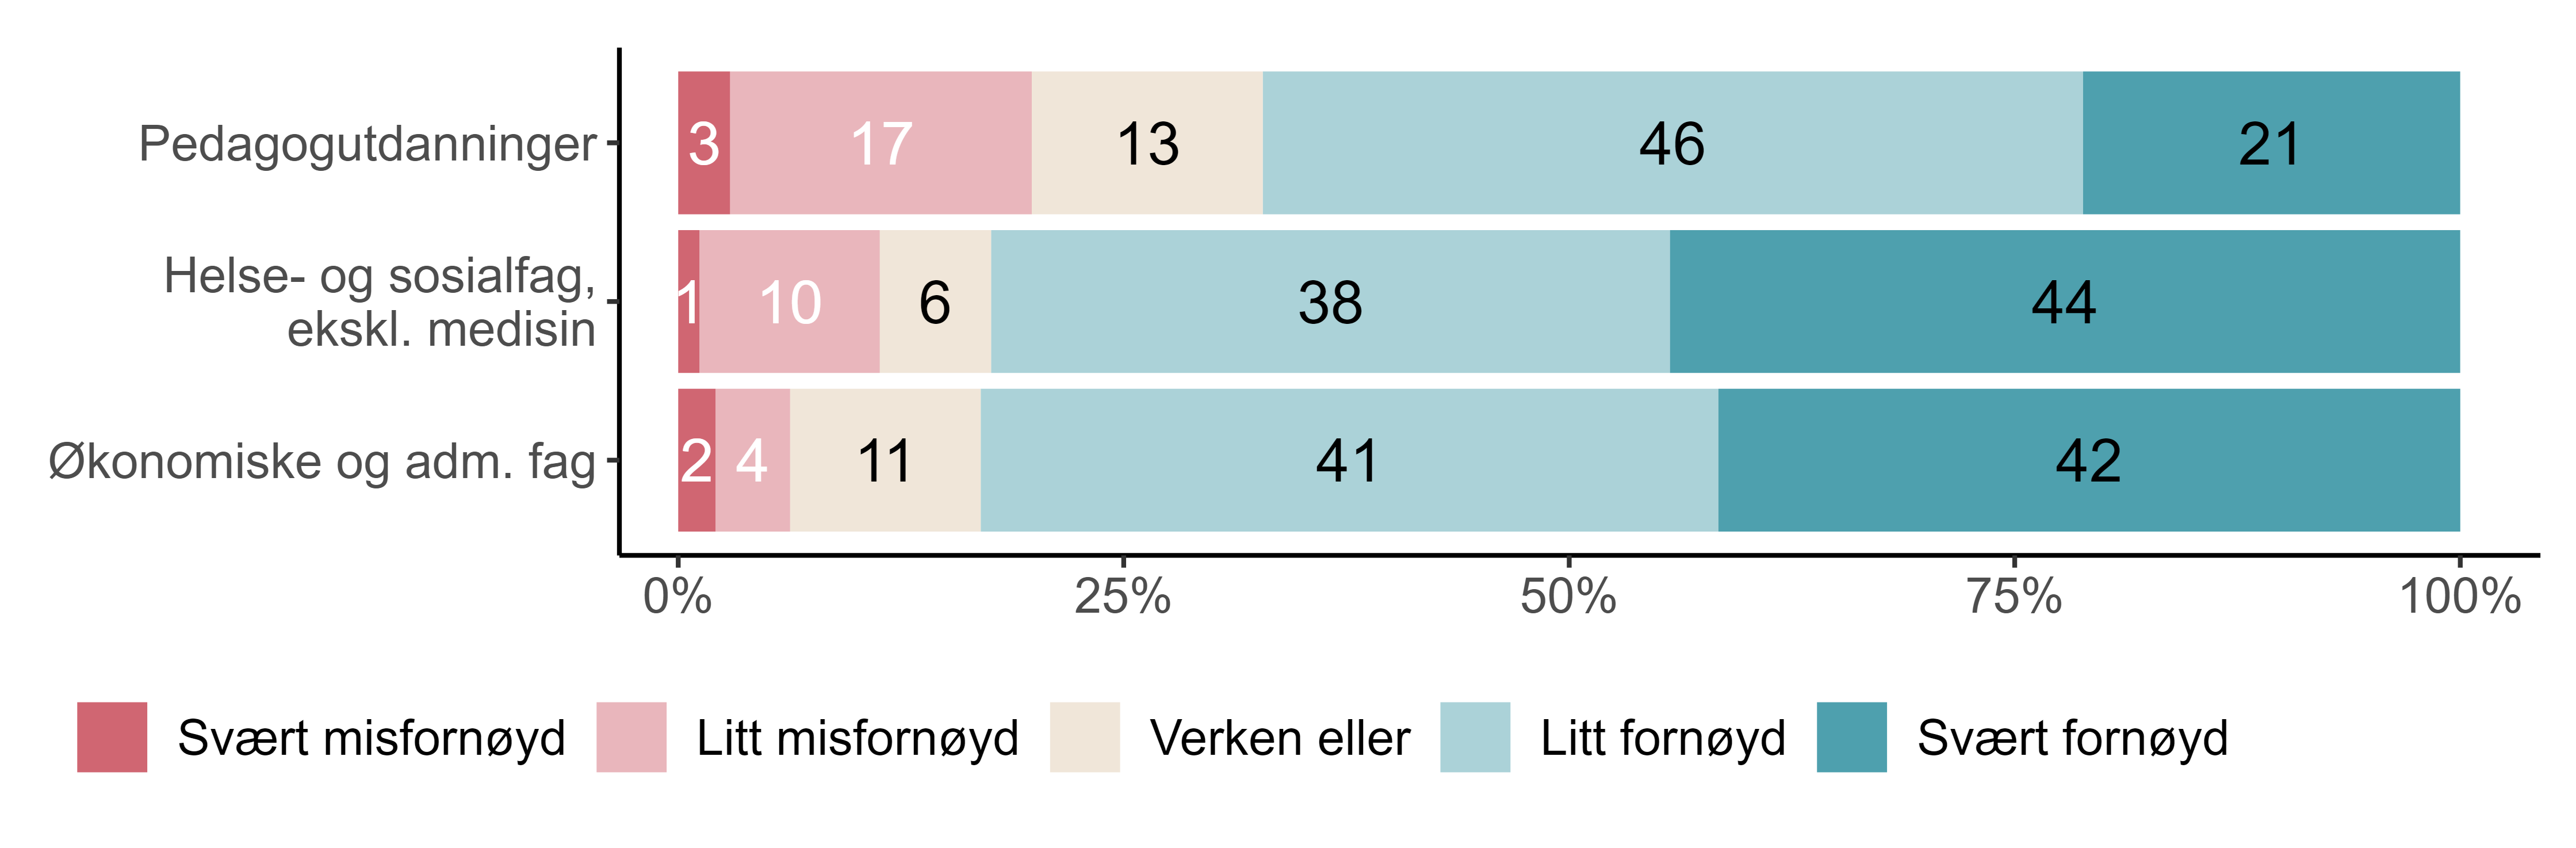 Pedagogutdanninger
3 17 13 46 21
Helse- og sosialfag,
ekskl. medisin
1 10 6 38 44
Økonomiske og adm. fag
2 4 11 41 42
0% 25% 50% 75% 100%
Svært misfornøyd Litt misfornøyd Verken eller Litt fornøyd Svært fornøyd